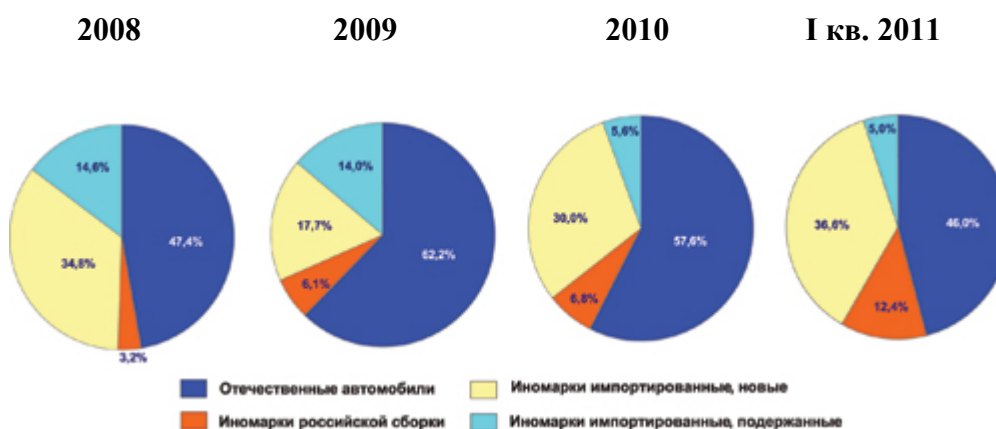 2008 2009 2010 I кв. 2011
14,6% 47,4% 34,8% 3,2%
14,0% 17,7% 62,2% 6,1%
5,6% 30,0% 57,6% 6,8%
5,0% 36,6% 46,0% 12,4%
Отечественные автомобили Иномарки импортированные, новые
Иномарки российской сборки Иномарки импортированные, подержанные